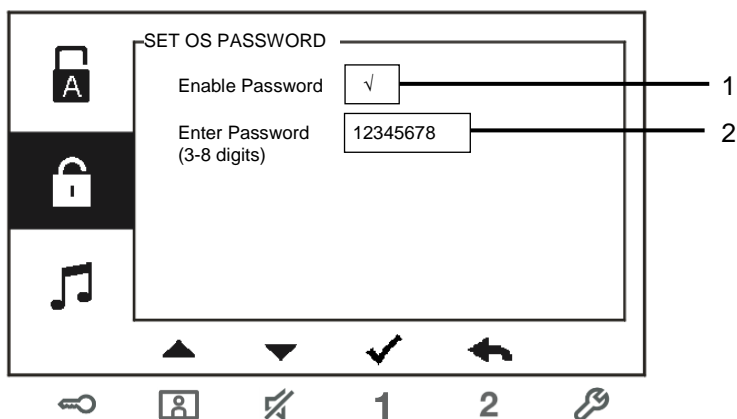 SET OS PASSWORD
A
Enable Password √ 1
Enter Password 12345678 2
(3-8 digits)
1 2